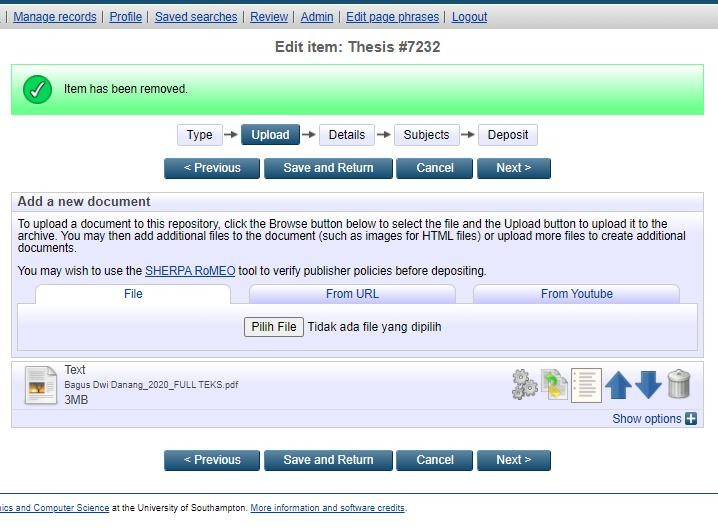 | Manage records | Profile | Saved searches | Review | Admin | Edit page phrases | Logout
Edit item: Thesis #7232
Item has been removed.
Type Upload Details Subjects Deposit
< Previous Save and Return Cancel Next >
Add a new document
To upload a document to this repository, click the Browse button below to select the file and the Upload button to upload it to the
archive. You may then add additional files to the document (such as images for HTML files) or upload more files to create additional
documents.
You may wish to use the SHERPA RoMEO tool to verify publisher policies before depositing.
File From URL From Youtube
Pilih File Tidak ada file yang dipilih
Text
Bagus Dwi Danang_2020_FULL TEKS.pdf
3MB
Show options
< Previous Save and Return Cancel Next >
ics and Computer Science at the University of Southampton. More information and software credits.